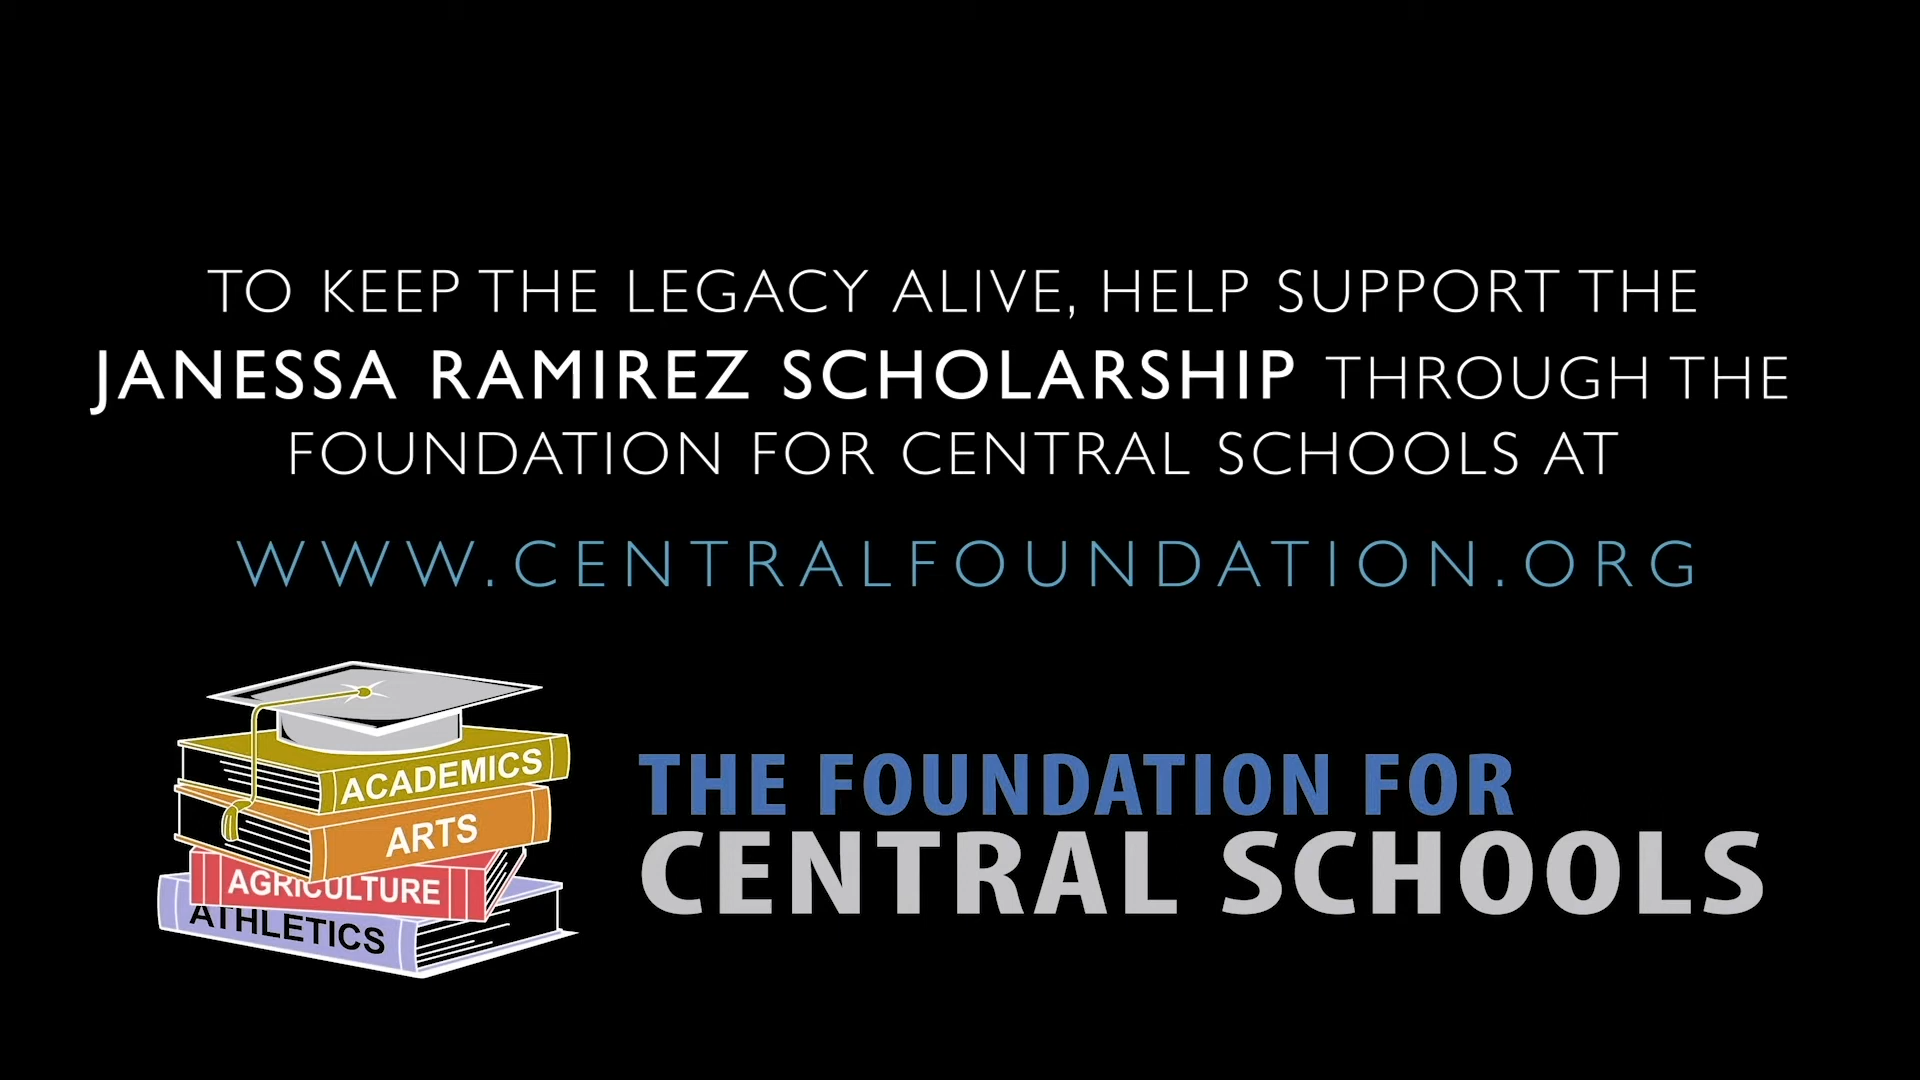 TO KEEP THE LEGACY ALIVE, HELP SUPPORT THE
JANESSA RAMIREZ SCHOLARSHIP THROUGH THE
FOUNDATION FOR CENTRAL SCHOOLS AT
WWW.CENTRALFOUNDATION.ORG
ACADEMICS
ARTS
AGRICULTURE
ATHLETICS
THE FOUNDATION FOR
CENTRAL SCHOOLS